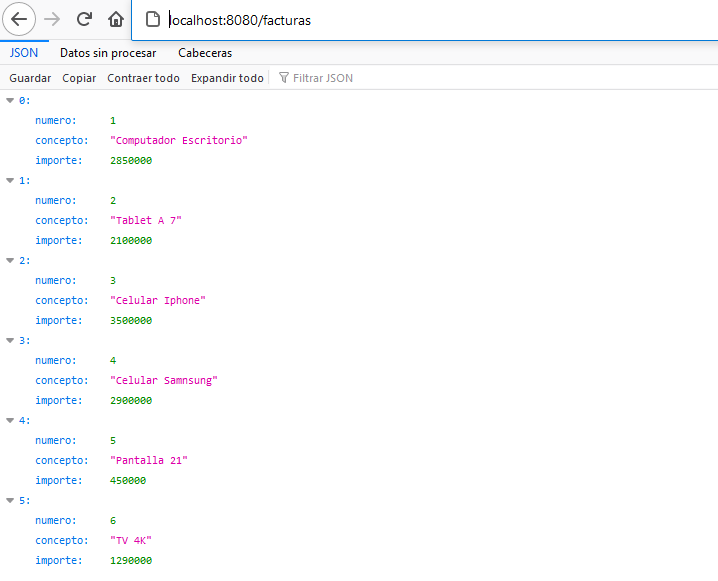 localhost:8080/facturas
JSON Datos sin procesar Cabeceras
Guardar Copiar Contraer todo Expandir todo Filtrar JSON
0:
numero: 1
concepto: "Computador Escritorio"
importe: 2850000
1:
numero: 2
concepto: "Tablet A 7"
importe: 2100000
2:
numero: 3
concepto: "Celular Iphone"
importe: 3500000
3:
numero: 4
concepto: "Celular Samnsung"
importe: 2900000
4:
numero: 5
concepto: "Pantalla 21"
importe: 450000
5:
numero: 6
concepto: "TV 4K"
importe: 1290000